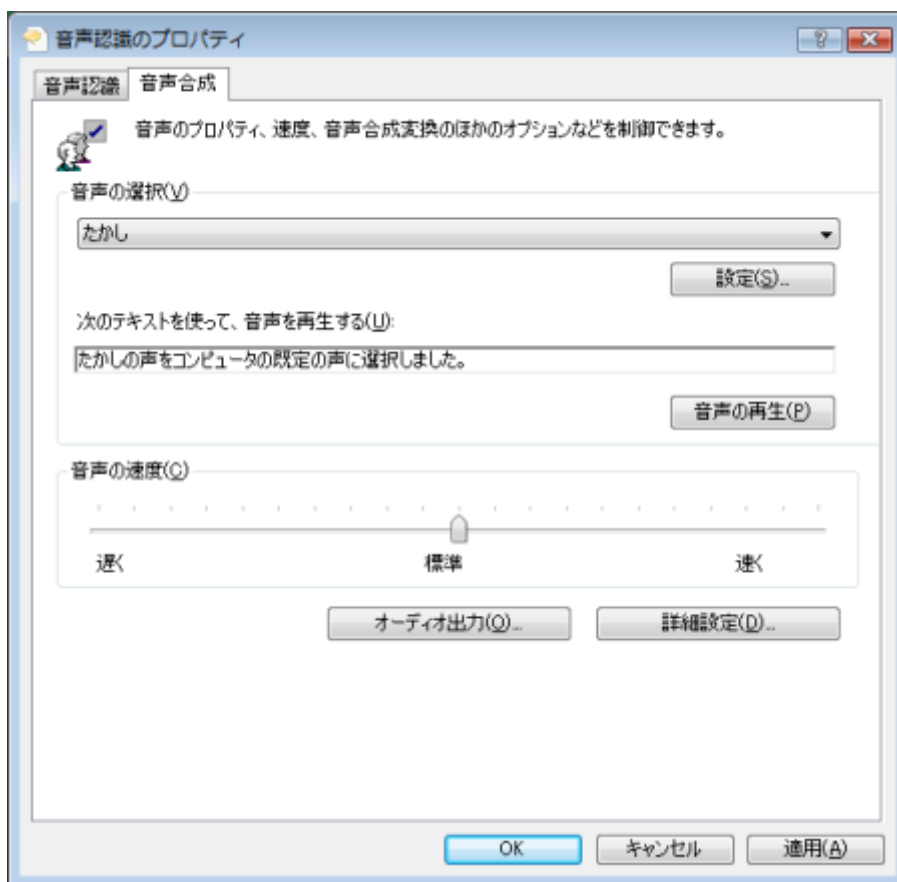 音声認識のプロパティ
音声認識
音声合成
音声のプロパティ、速度、音声合成変換のほかのオプションなどを制御できます。
音声の選択(V)
たかし
設定(S)...
次のテキストを使って、音声を再生する(U):
たかしの声をコンピュータの既定の声に選択しました。
音声の再生(P)
音声の速度(C)
遅く
標準
速く
オーディオ出力(O)...
詳細設定(D)...
OK
キャンセル
適用(A)